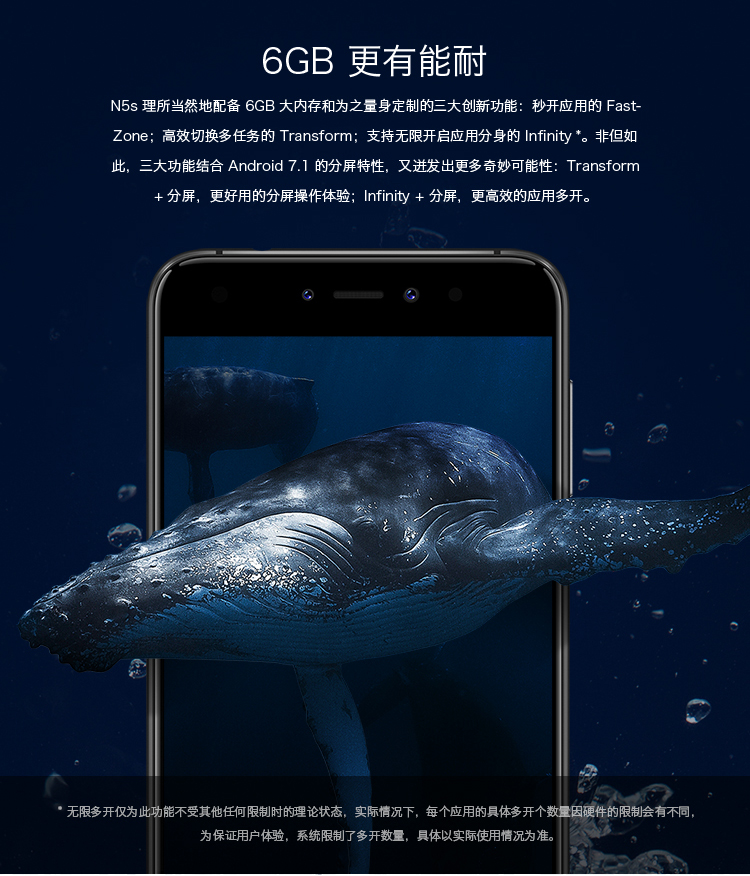 6GB 更有能耐
N5s 理所当然地配备 6GB 大内存和为之量身定制的三大创新功能：秒开应用的 Fast-
Zone；高效切换多任务的 Transform；支持无限开启应用分身的 Infinity *。非但如
此，三大功能结合 Android 7.1 的分屏特性，又迸发出更多奇妙可能性：Transform
+ 分屏，更好用的分屏操作体验；Infinity + 分屏，更高效的应用多开。
* 无限多开仅为此功能不受其他任何限制时的理论状态，实际情况下，每个应用的具体多开个数量因硬件的限制会有不同，
为保证用户体验，系统限制了多开数量，具体以实际使用情况为准。